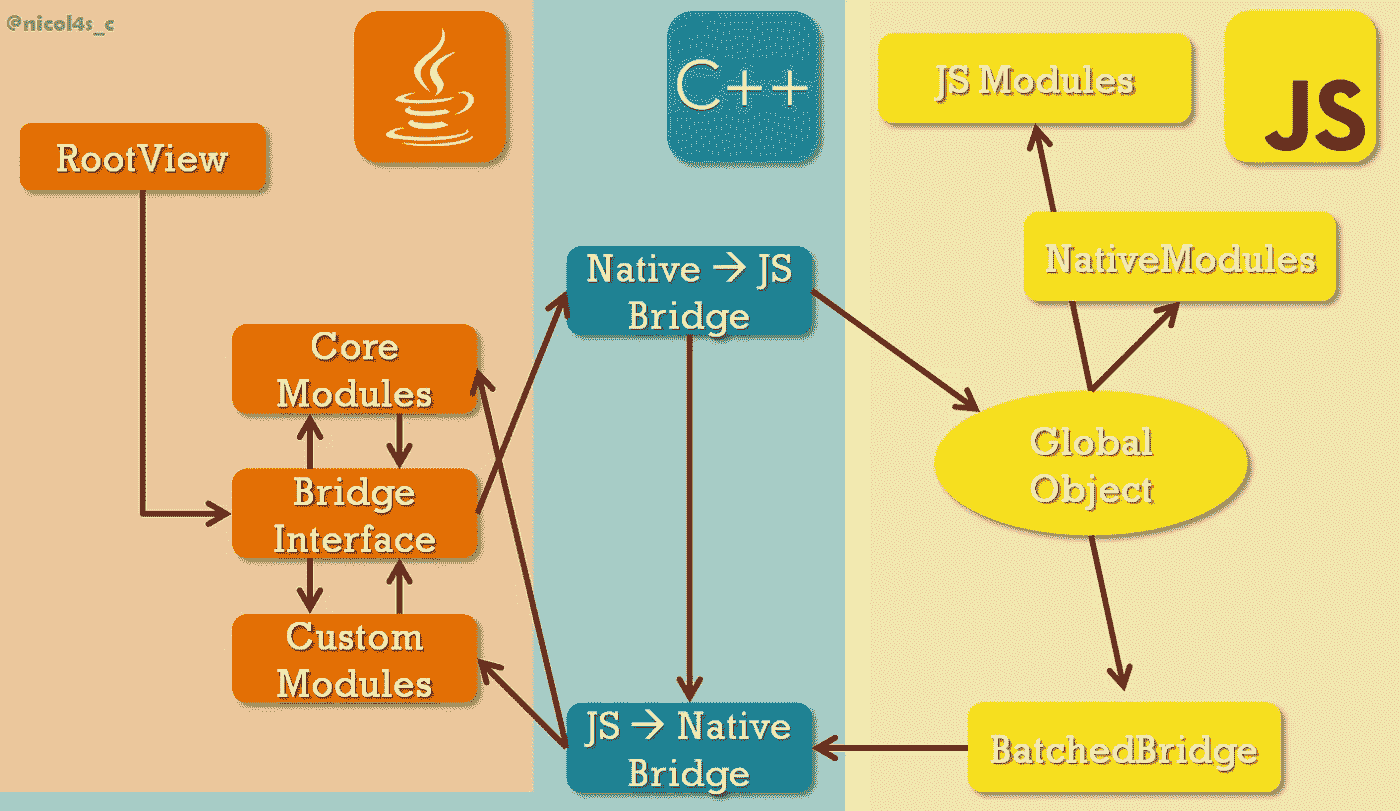 @nicol4s_c
C++
JS Modules
JS
RootView
NativeModules
Native → JS
Bridge
Core
Modules
Global
Object
Bridge
Interface
Custom
Modules
JS → Native
Bridge
BatchedBridge